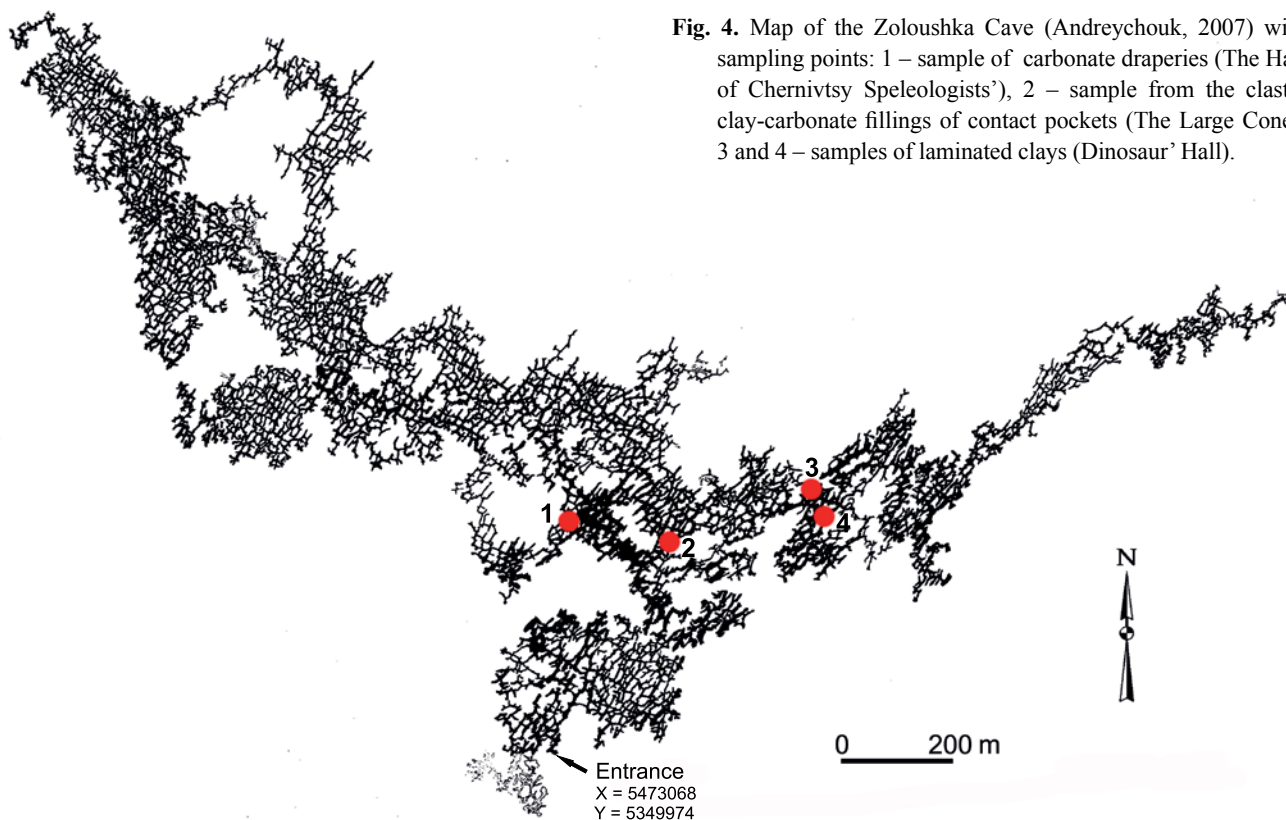 Fig. 4. Map of the Zoloushka Cave (Andreychouk, 2007) wi
sampling points: 1 – sample of carbonate draperies (The Ha
of Chernivtsy Speleologists’), 2 – sample from the clast
clay-carbonate fillings of contact pockets (The Large Cone
3 and 4 – samples of laminated clays (Dinosaur’ Hall).
3
1
4
2
N
0 200 m
Entrance
X = 5473068
Y = 5349974